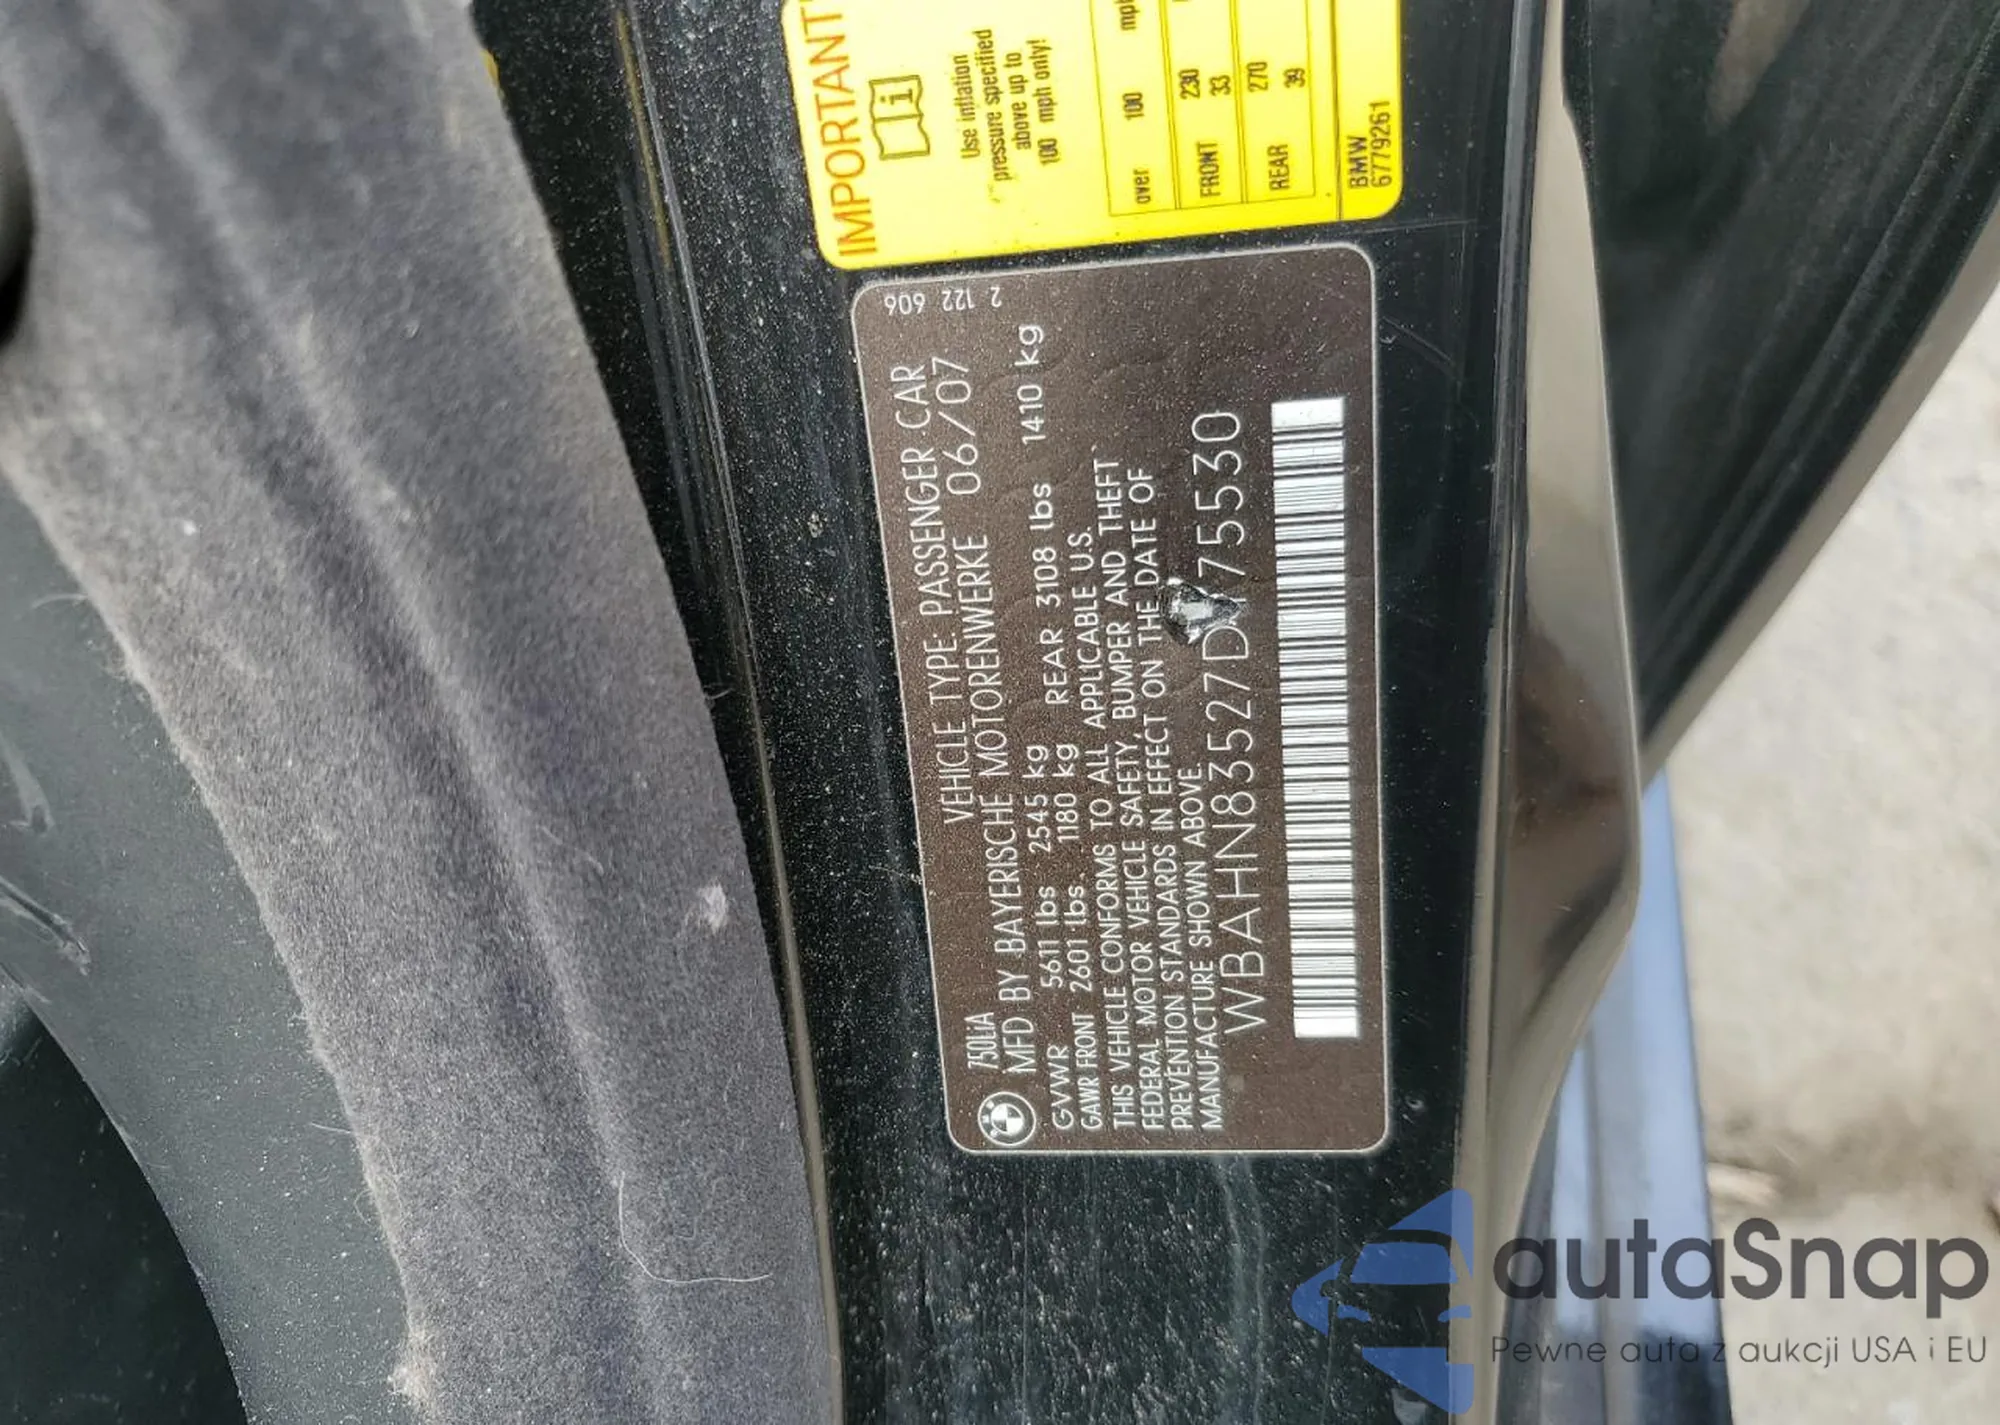 IMPORTANT
Use inflation
pressure specified
above up to
100 mph only!
over 100 mph
FRONT 230
33
REAR 270
39
BMW
67792 61
2 122 606
750LiA VEHICLE TYPE: PASSENGER CAR
MFD BY BAYERISCHE MOTORENWERKE 06/07
GVWR 5611 lbs 2545 kg
GAWR FRONT 2601 lbs. 1180 kg REAR 3108 lbs 1410 kg
THIS VEHICLE CONFORMS TO ALL APPLICABLE U.S.
FEDERAL MOTOR VEHICLE SAFETY, BUMPER AND THEFT
PREVENTION STANDARDS IN EFFECT ON THE DATE OF
MANUFACTURE SHOWN ABOVE.
WBAHN83527D 75530
autaSnap
Pewne auta z aukcji USA i EU